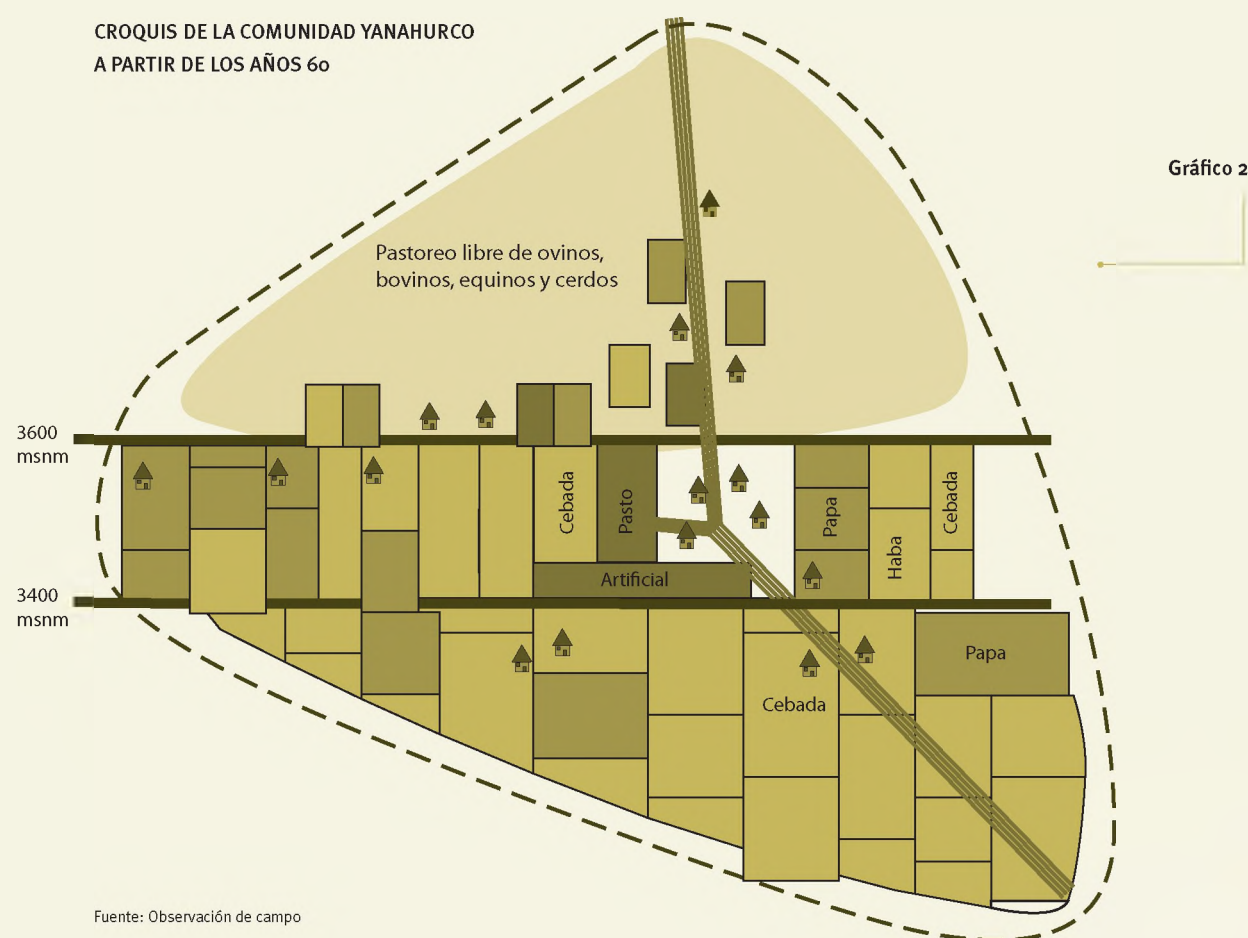 CROQUIS DE LA COMUNIDAD YANAHURCO
A PARTIR DE LOS AÑOS 60
Gráfico 2
Pastoreo libre de ovinos,
bovinos, equinos y cerdos
3600
msnm
Cebada
Pasto
Papa
Haba
Cebada
Artificial
3400
msnm
Papa
Cebada
Fuente: Observación de campo